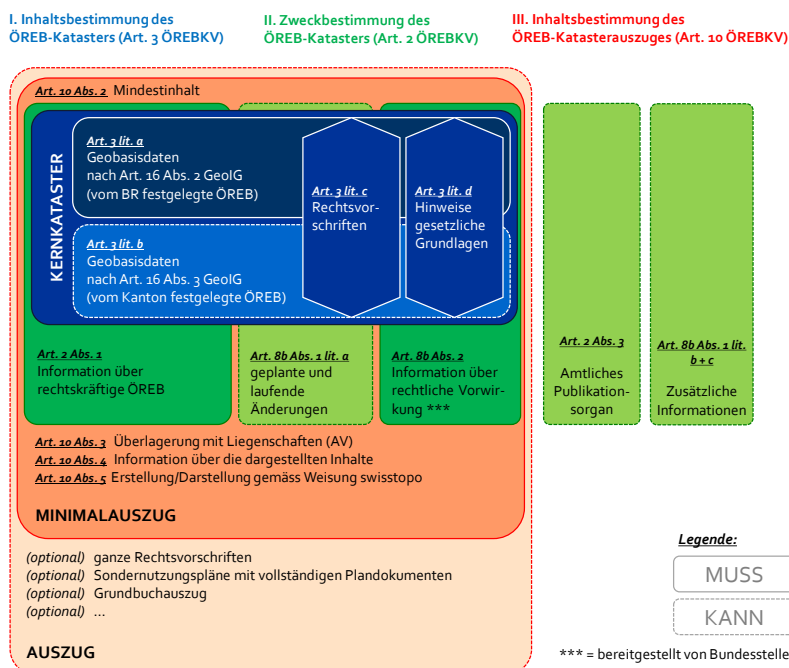 I. Inhaltsbestimmung des
ÖREB-Katasters (Art. 3 ÖREBKV)
II. Zweckbestimmung des
ÖREB-Katasters (Art. 2 ÖREBKV)
III. Inhaltsbestimmung des
ÖREB-Katasterauszuges (Art. 10 ÖREBKV)
Art. 10 Abs. 2 Mindestinhalt
KERNKATASTER
Art. 3 lit. a
Geobasisdaten
nach Art. 16 Abs. 2 GeoIG
(vom BR festgelegte ÖREB)
Art. 3 lit. b
Geobasisdaten
nach Art. 16 Abs. 3 GeoIG
(vom Kanton festgelegte ÖREB)
Art. 3 lit. c
Rechtsvor-
schriften
Art. 3 lit. d
Hinweise
gesetzliche
Grundlagen
Art. 2 Abs. 1
Information über
rechtskräftige ÖREB
Art. 8b Abs. 1 lit. a
geplante und
laufende
Änderungen
Art. 8b Abs. 2
Information über
rechtliche Vorwir-
kung ***
Art. 2 Abs. 3
Amtliches
Publikation-
sorgan
Art. 8b Abs. 1 lit.
b + c
Zusätzliche
Informationen
Art. 10 Abs. 3 Überlagerung mit Liegenschaften (AV)
Art. 10 Abs. 4 Information über die dargestellten Inhalte
Art. 10 Abs. 5 Erstellung/Darstellung gemäss Weisung swisstopo
MINIMALAUSZUG
(optional) ganze Rechtsvorschriften
(optional) Sondernutzungspläne mit vollständigen Plandokumenten
(optional) Grundbuchauszug
(optional) ...
AUSZUG
Legende:
MUSS
KANN
*** = bereitgestellt von Bundesstelle